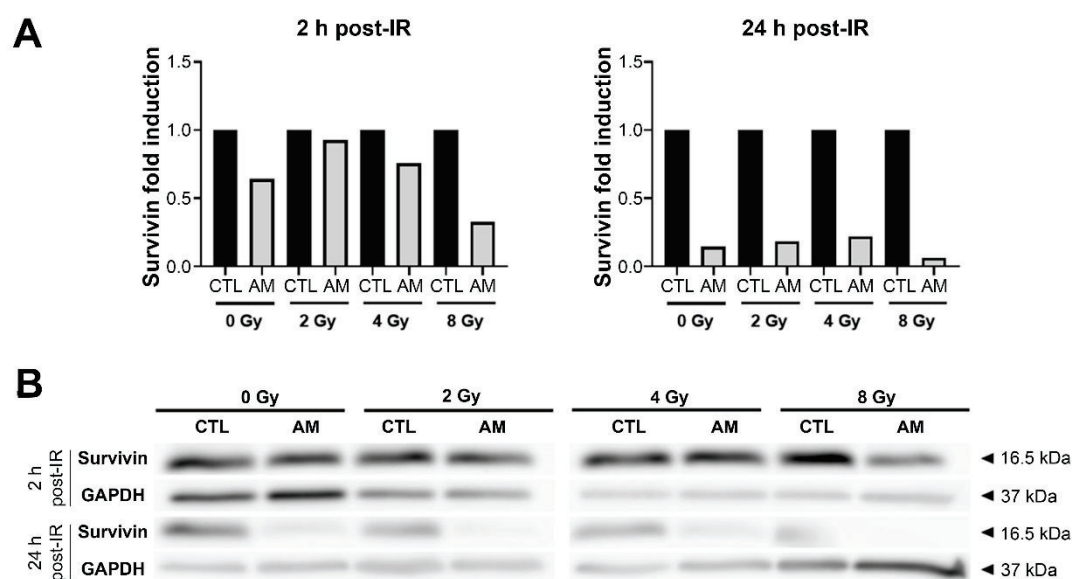 A
2 h post-IR
Survivin fold induction
1.5
1.0
0.5
0.0
CTL AM CTL AM CTL AM CTL AM
0 Gy 2 Gy 4 Gy 8 Gy
24 h post-IR
Survivin fold induction
1.5
1.0
0.5
0.0
CTL AM CTL AM CTL AM CTL AM
0 Gy 2 Gy 4 Gy 8 Gy
B
0 Gy 2 Gy 4 Gy 8 Gy
CTL AM CTL AM CTL AM CTL AM
2 h
post-IR
Survivin ◄ 16.5 kDa
GAPDH ◄ 37 kDa
24 h
post-IR
Survivin ◄ 16.5 kDa
GAPDH ◄ 37 kDa